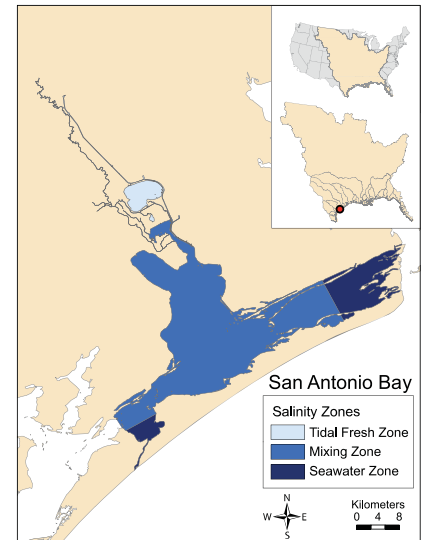 San Antonio Bay
Salinity Zones
Tidal Fresh Zone
Mixing Zone
Seawater Zone
N
W E
S
Kilometers
0 4 8